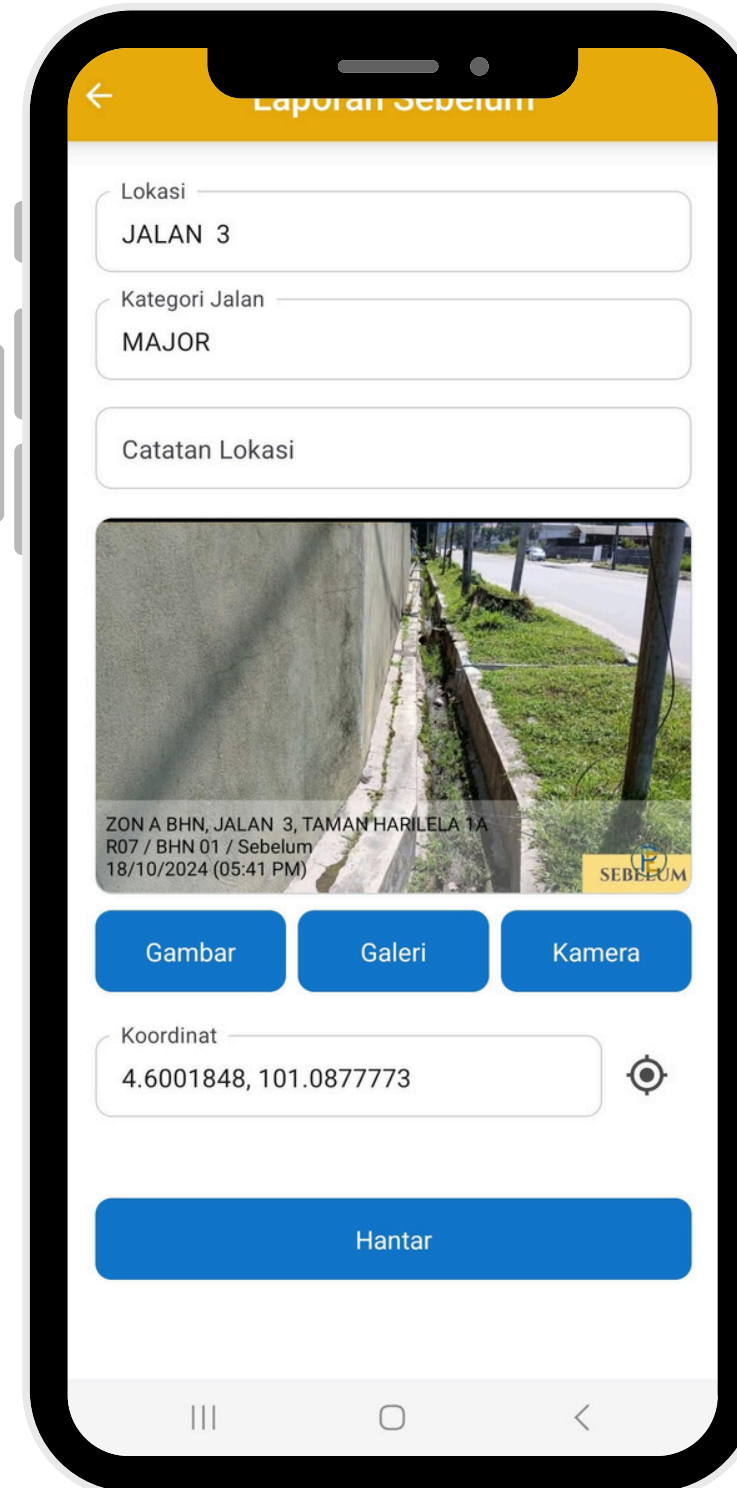 Laporan Sebelum
Lokasi
JALAN 3
Kategori Jalan
MAJOR
Catatan Lokasi
ZON A BHN, JALAN 3, TAMAN HARILELA 1A
R07 / BHN 01 / Sebelum
18/10/2024 (05:41 PM)
SEBELUM
Gambar Galeri Kamera
Koordinat
4.6001848, 101.0877773
Hantar